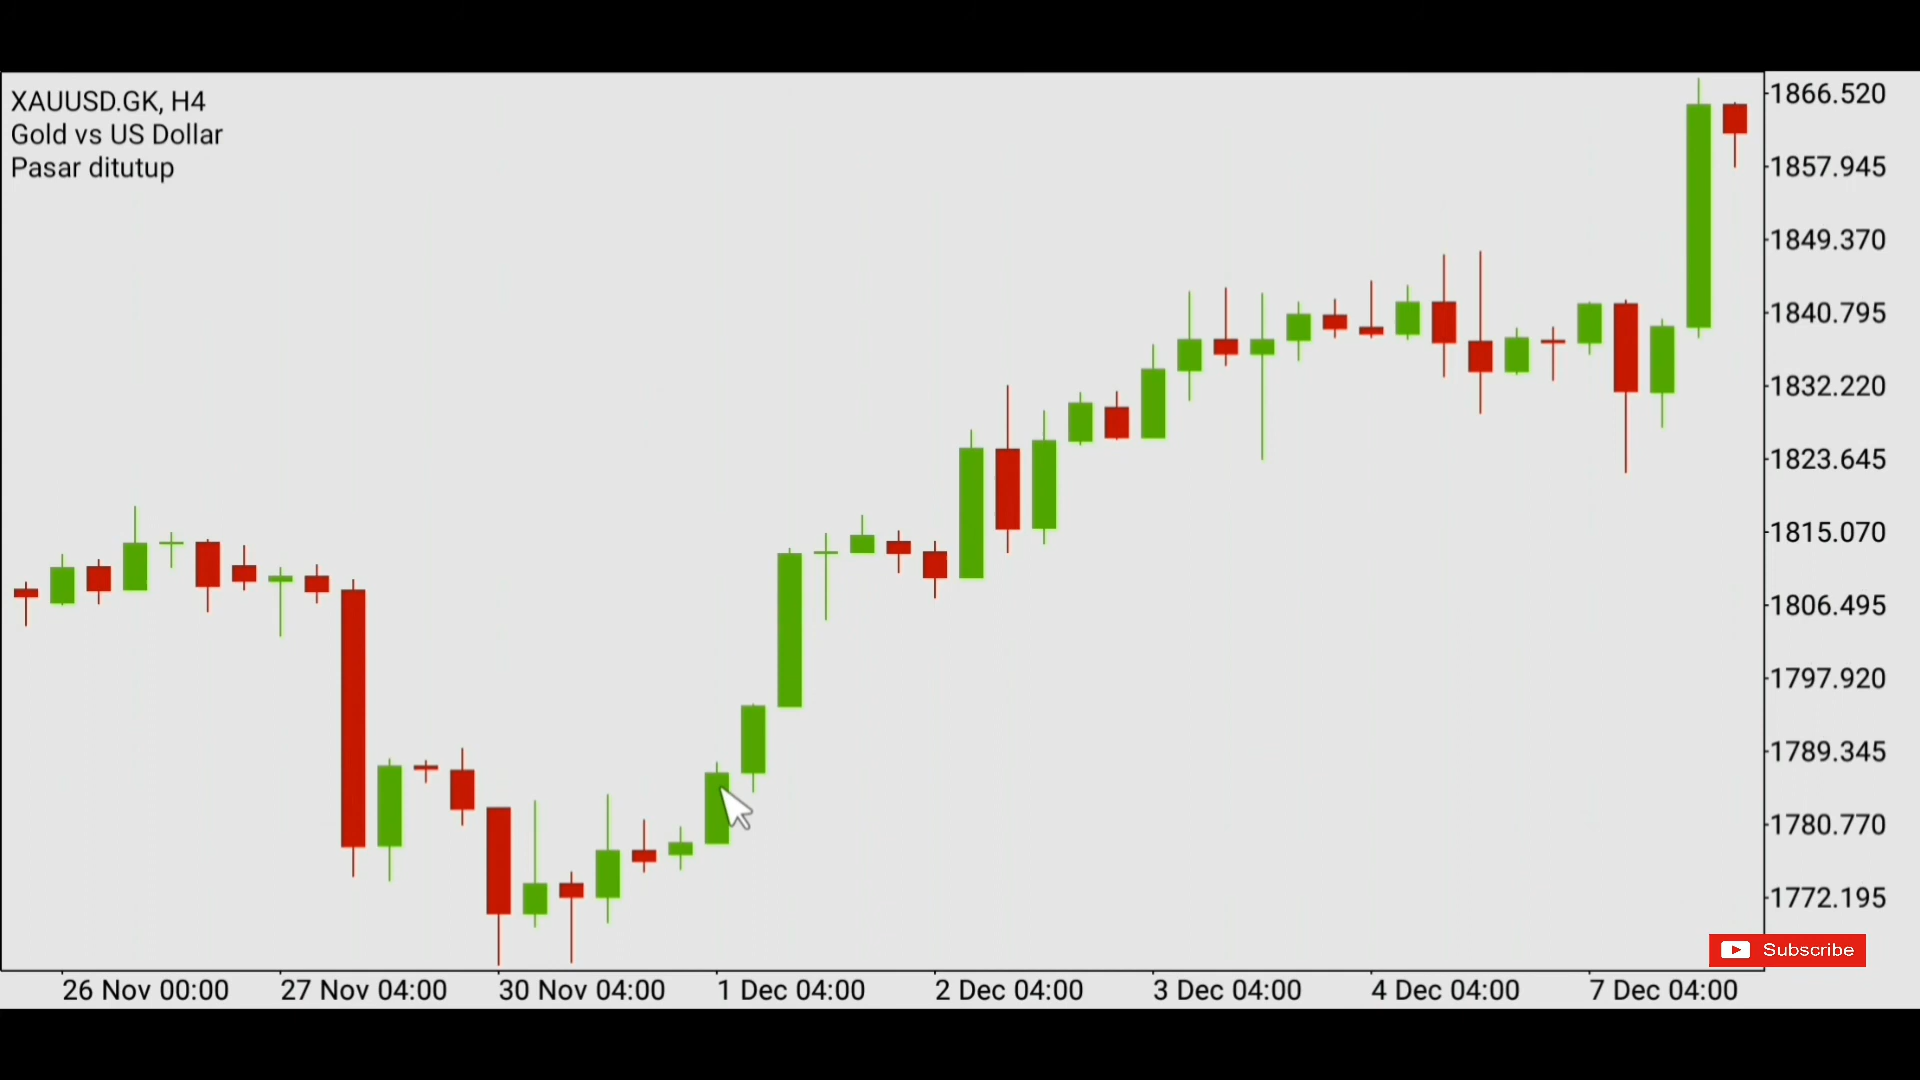 XAUUSD.GK, H4
Gold vs US Dollar
Pasar ditutup
1866.520
1857.945
1849.370
1840.795
1832.220
1823.645
1815.070
1806.495
1797.920
1789.345
1780.770
1772.195
Subscribe
26 Nov 00:00 27 Nov 04:00 30 Nov 04:00 1 Dec 04:00 2 Dec 04:00 3 Dec 04:00 4 Dec 04:00 7 Dec 04:00